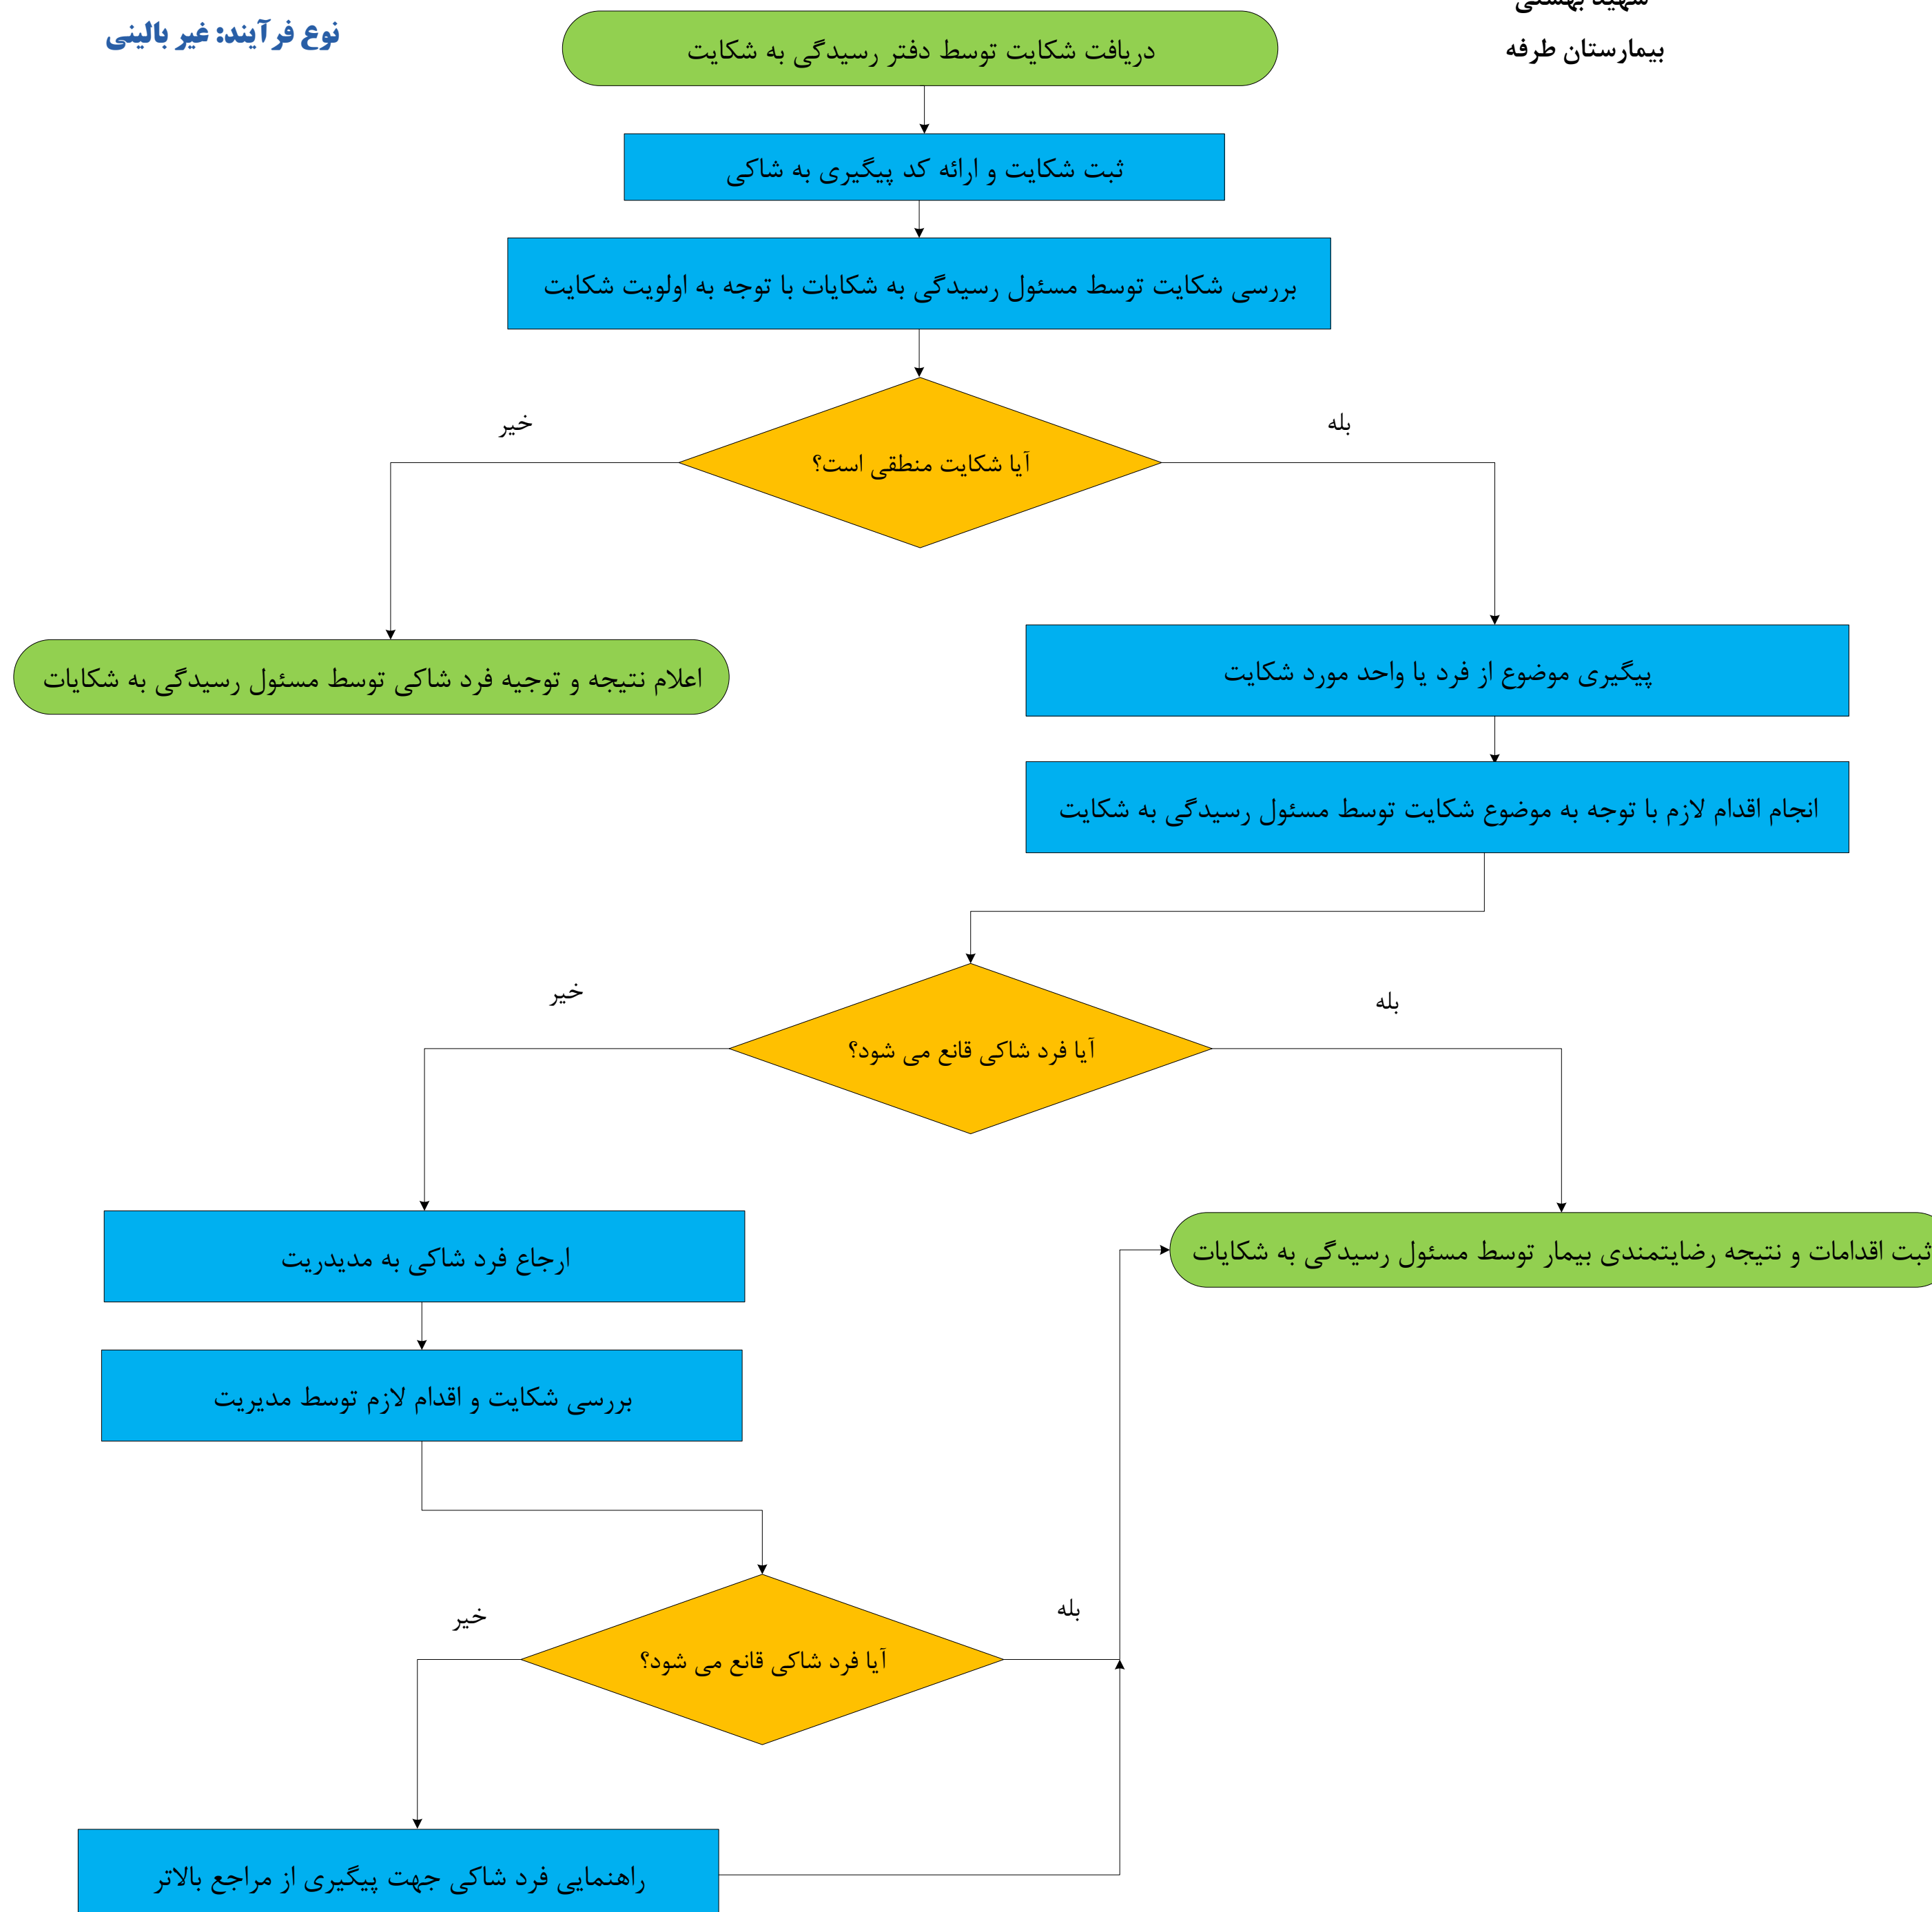 شهید بهشتی
بیمارستان طرفه
نوع فرآیند: غیر بالینی
دریافت شکایت توسط دفتر رسیدگی به شکایت
ثبت شکایت و ارائه کد پیگیری به شاکی
بررسی شکایت توسط مسئول رسیدگی به شکایات با توجه به اولویت شکایت
آیا شکایت منطقی است؟
بله
خیر
پیگیری موضوع از فرد یا واحد مورد شکایت
اعلام نتیجه و توجیه فرد شاکی توسط مسئول رسیدگی به شکایات
انجام اقدام لازم با توجه به موضوع شکایت توسط مسئول رسیدگی به شکایت
آیا فرد شاکی قانع می شود؟
بله
خیر
ثبت اقدامات و نتیجه رضایتمندی بیمار توسط مسئول رسیدگی به شکایات
ارجاع فرد شاکی به مدیدریت
بررسی شکایت و اقدام لازم توسط مدیریت
آیا فرد شاکی قانع می شود؟
بله
خیر
راهنمایی فرد شاکی جهت پیگیری از مراجع بالاتر